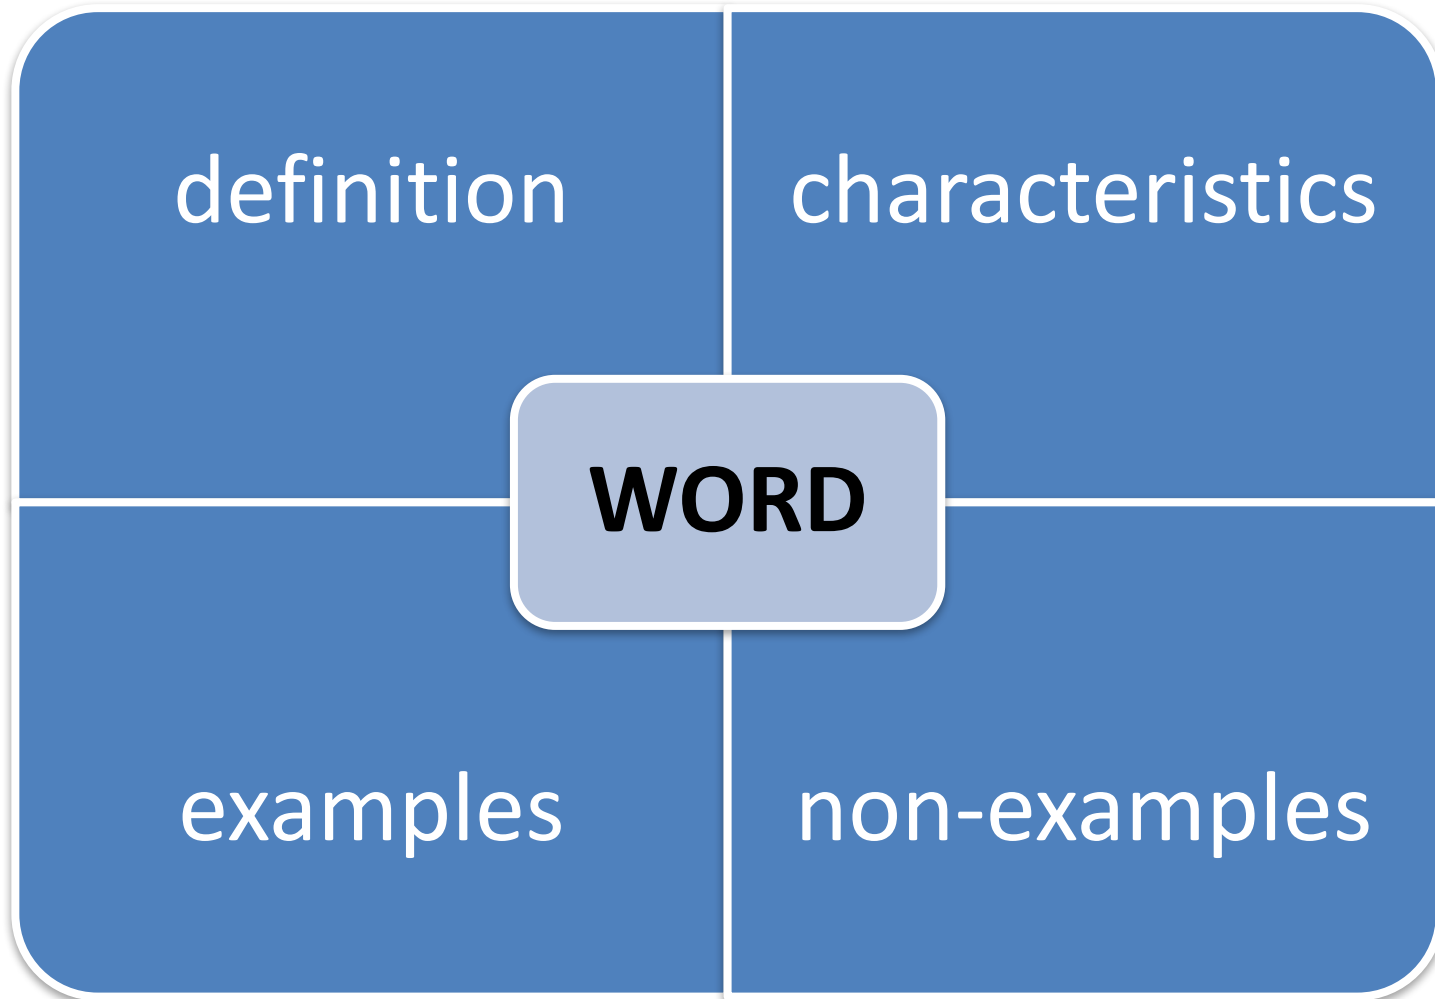 definition
characteristics
WORD
examples
non-examples